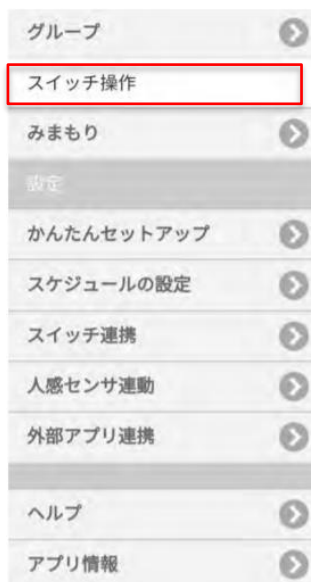 グループ
スイッチ操作
みまもり
設定
かんたんセットアップ
スケジュールの設定
スイッチ連携
人感センサ連動
外部アプリ連携
ヘルプ
アプリ情報